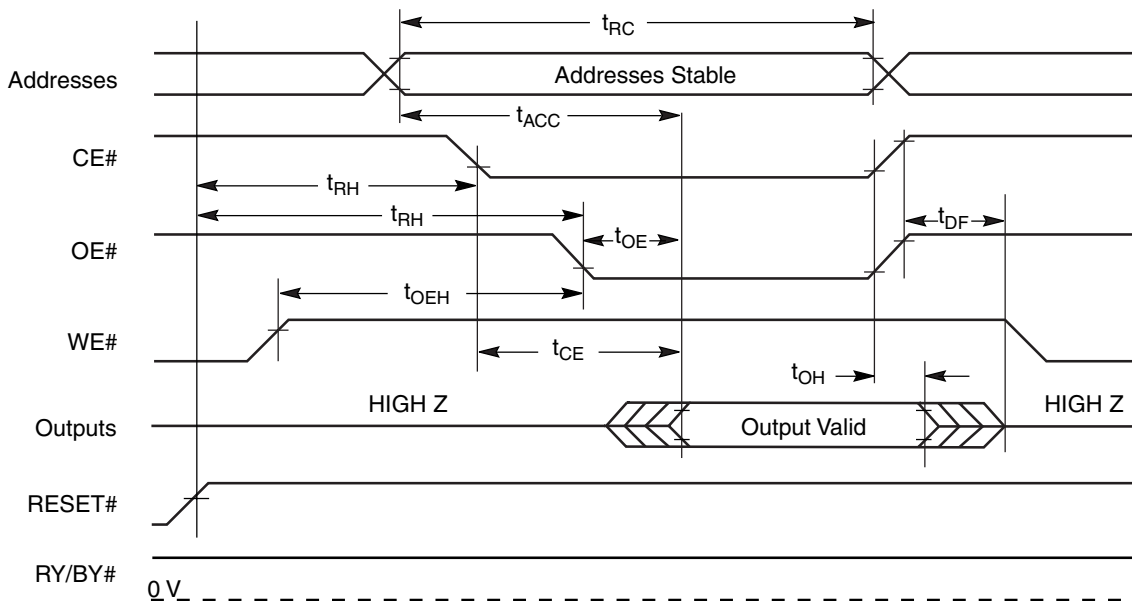 tRC
Addresses
Addresses Stable
tACC
CE#
tRH
tRH
tDF
OE#
tOE
tOEH
WE#
tCE
tOH
HIGH Z
HIGH Z
Outputs
Output Valid
RESET#
RY/BY#
0 V